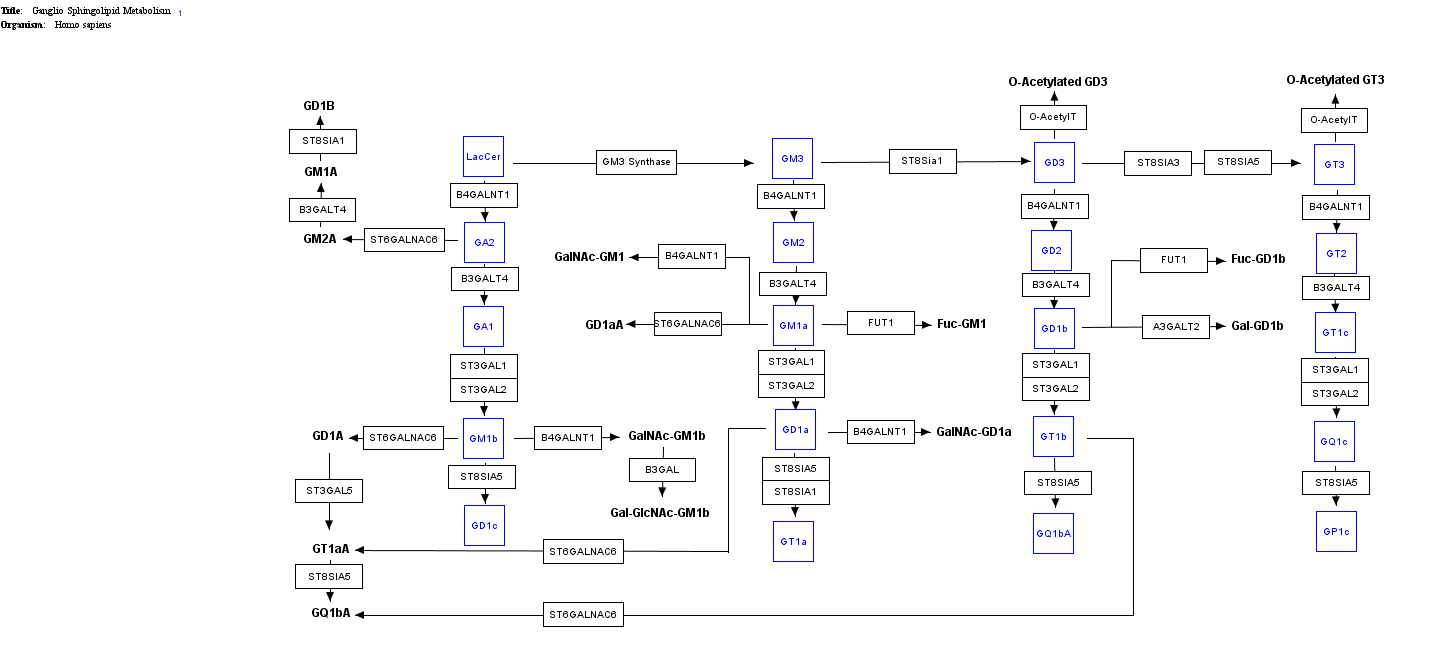 Title: Ganglio Sphingolipid Metabolism 1
Organism: Homo sapiens
O-Acetylated GD3
O-Acetylated GT3
GD1B
O-AcetylT
O-AcetylT
ST8SIA1
LacCer
GM3 Synthase
GM3
ST8Sia1
GD3
ST8SIA3
ST8SIA5
GT3
GM1A
B4GALNT1
B4GALNT1
B4GALNT1
B4GALNT1
B3GALT4
GM2A
ST6GALNAC6
GA2
GM2
GD2
GT2
GalNAc-GM1
B4GALNT1
FUT1
Fuc-GD1b
B3GALT4
B3GALT4
B3GALT4
B3GALT4
GD1aA
ST6GALNAC6
GA1
GM1a
FUT1
Fuc-GM1
GD1b
A3GALT2
Gal-GD1b
GT1c
ST3GAL1
ST3GAL1
ST3GAL1
ST3GAL1
ST3GAL2
ST3GAL2
ST3GAL2
ST3GAL2
GD1A
ST6GALNAC6
GM1b
B4GALNT1
GalNAc-GM1b
GD1a
B4GALNT1
GalNAc-GD1a
GT1b
GQ1c
ST8SIA5
B3GAL
ST8SIA5
ST8SIA5
ST8SIA5
ST3GAL5
ST8SIA1
Gal-GlcNAc-GM1b
GD1c
GT1a
GQ1bA
GP1c
GT1aA
ST6GALNAC6
ST8SIA5
GQ1bA
ST6GALNAC6